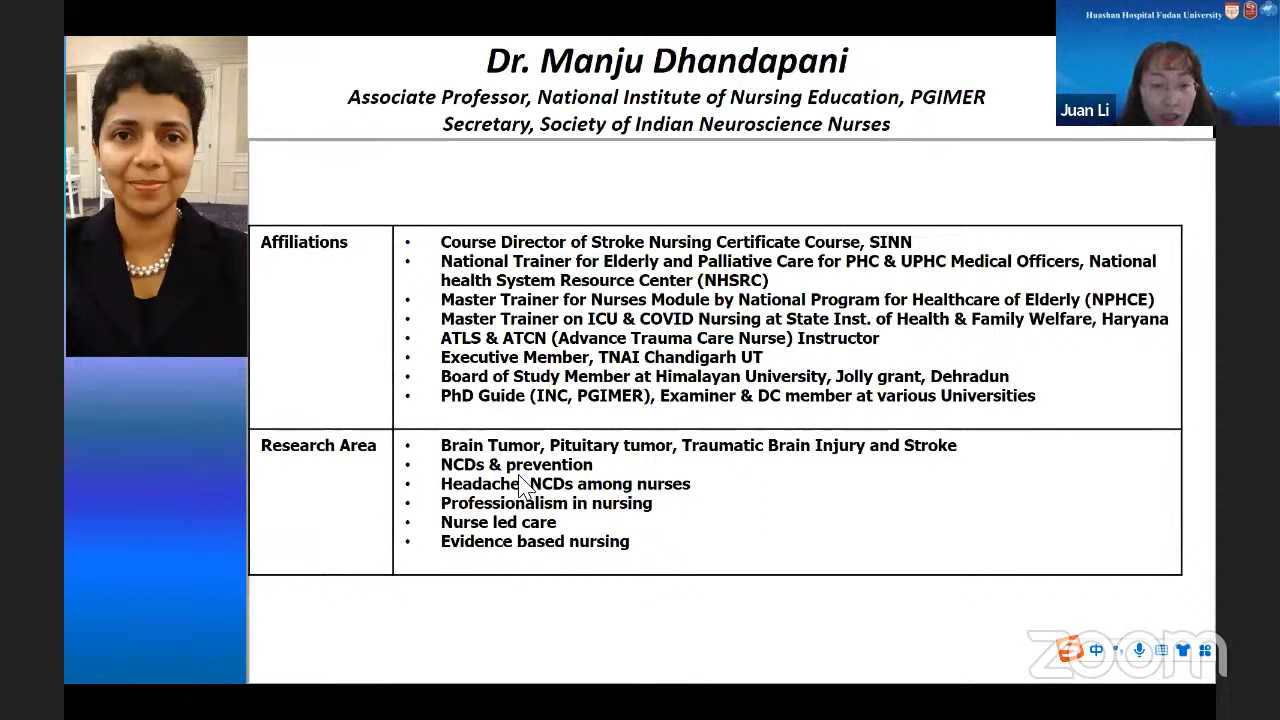 Dr. Manju Dhandapani
Associate Professor, National Institute of Nursing Education, PGIMER
Secretary, Society of Indian Neuroscience Nurses
Huashan Hospital Fudan University
Juan Li
Affiliations
• Course Director of Stroke Nursing Certificate Course, SINN
• National Trainer for Elderly and Palliative Care for PHC & UPHC Medical Officers, National
health System Resource Center (NHSRC)
• Master Trainer for Nurses Module by National Program for Healthcare of Elderly (NPHCE)
• Master Trainer on ICU & COVID Nursing at State Inst. of Health & Family Welfare, Haryana
• ATLS & ATCN (Advance Trauma Care Nurse) Instructor
• Executive Member, TNAI Chandigarh UT
• Board of Study Member at Himalayan University, Jolly grant, Dehradun
• PhD Guide (INC, PGIMER), Examiner & DC member at various Universities
Research Area
• Brain Tumor, Pituitary tumor, Traumatic Brain Injury and Stroke
• NCDs & prevention
• Headache NCDs among nurses
• Professionalism in nursing
• Nurse led care
• Evidence based nursing
zoom
中